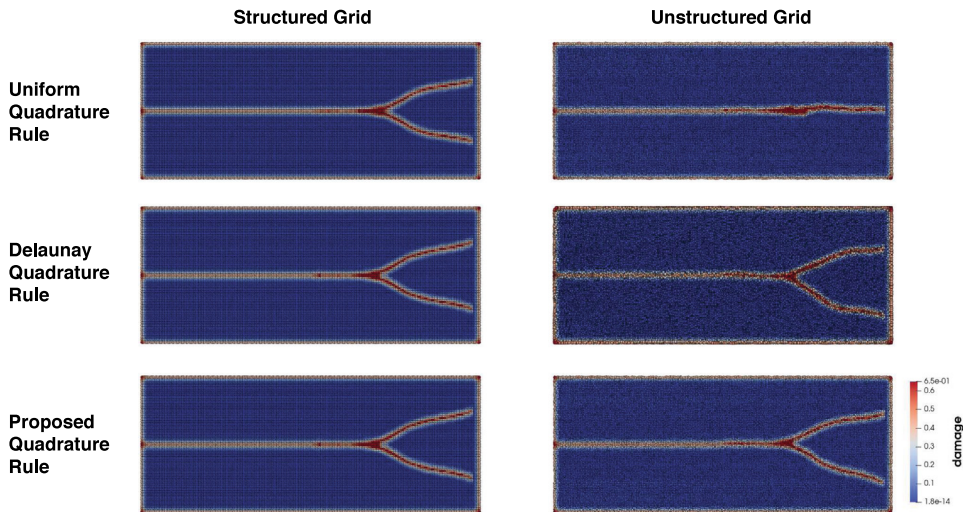 Structured Grid
Unstructured Grid
Uniform
Quadrature
Rule
Delaunay
Quadrature
Rule
Proposed
Quadrature
Rule
6.5e-01
0.6
0.5
0.4
0.3
0.2
0.1
1.8e-14
damage